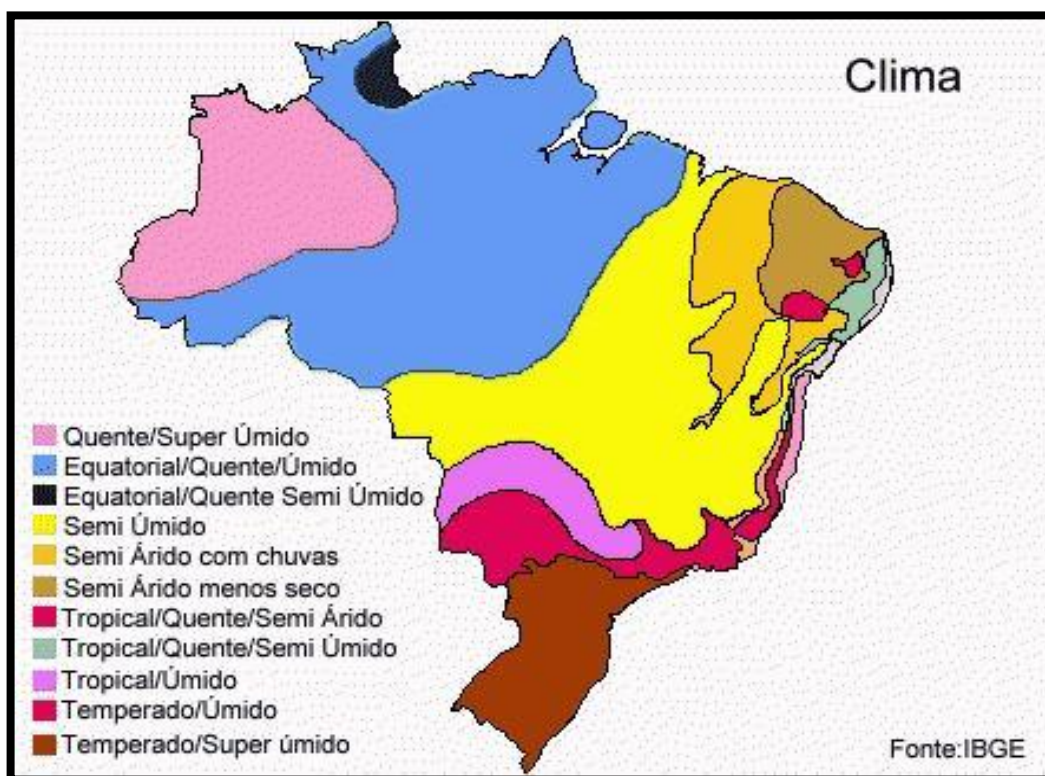 Clima
Quente/Super Úmido
Equatorial/Quente/Úmido
Equatorial/Quente Semi Úmido
Semi Úmido
Semi Árido com chuvas
Semi Árido menos seco
Tropical/Quente/Semi Árido
Tropical/Quente/Semi Úmido
Tropical/Úmido
Temperado/Úmido
Temperado/Super úmido
Fonte:IBGE